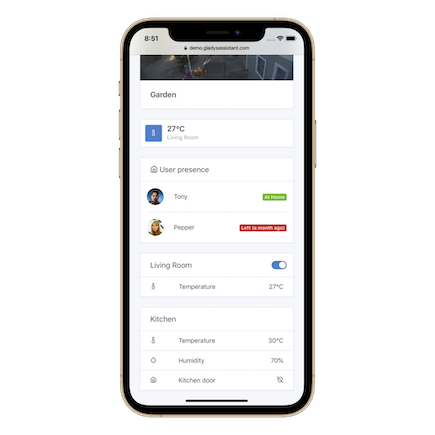 8:51
demo.gladysassistant.com
Garden
27°C
Living Room
User presence
Tony
At Home
Pepper
Left (a month ago)
Living Room
Temperature 27°C
Kitchen
Temperature 30°C
Humidity 70%
Kitchen door